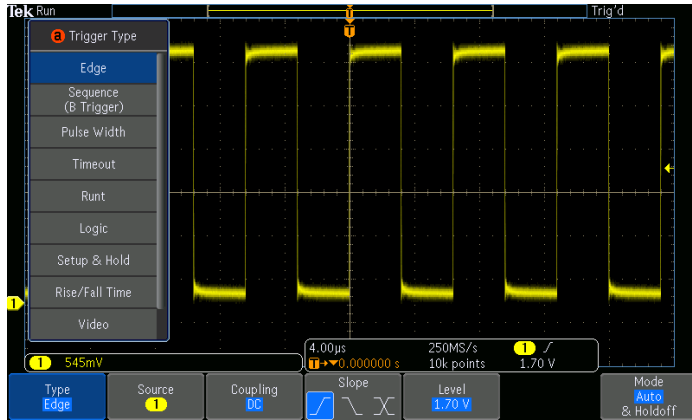 Tek Run Trig'd
T
a Trigger Type
T
Edge
Sequence
(B Trigger)
Pulse Width
Timeout
Runt
Logic
Setup & Hold
Rise/Fall Time
1
Video
1 545mV
4.00µs 250MS/s 1
T→▼0.000000 s 10k points 1.70 V
Type
Edge
Source
1
Coupling
DC
Slope
Level
1.70 V
Mode
Auto
& Holdoff